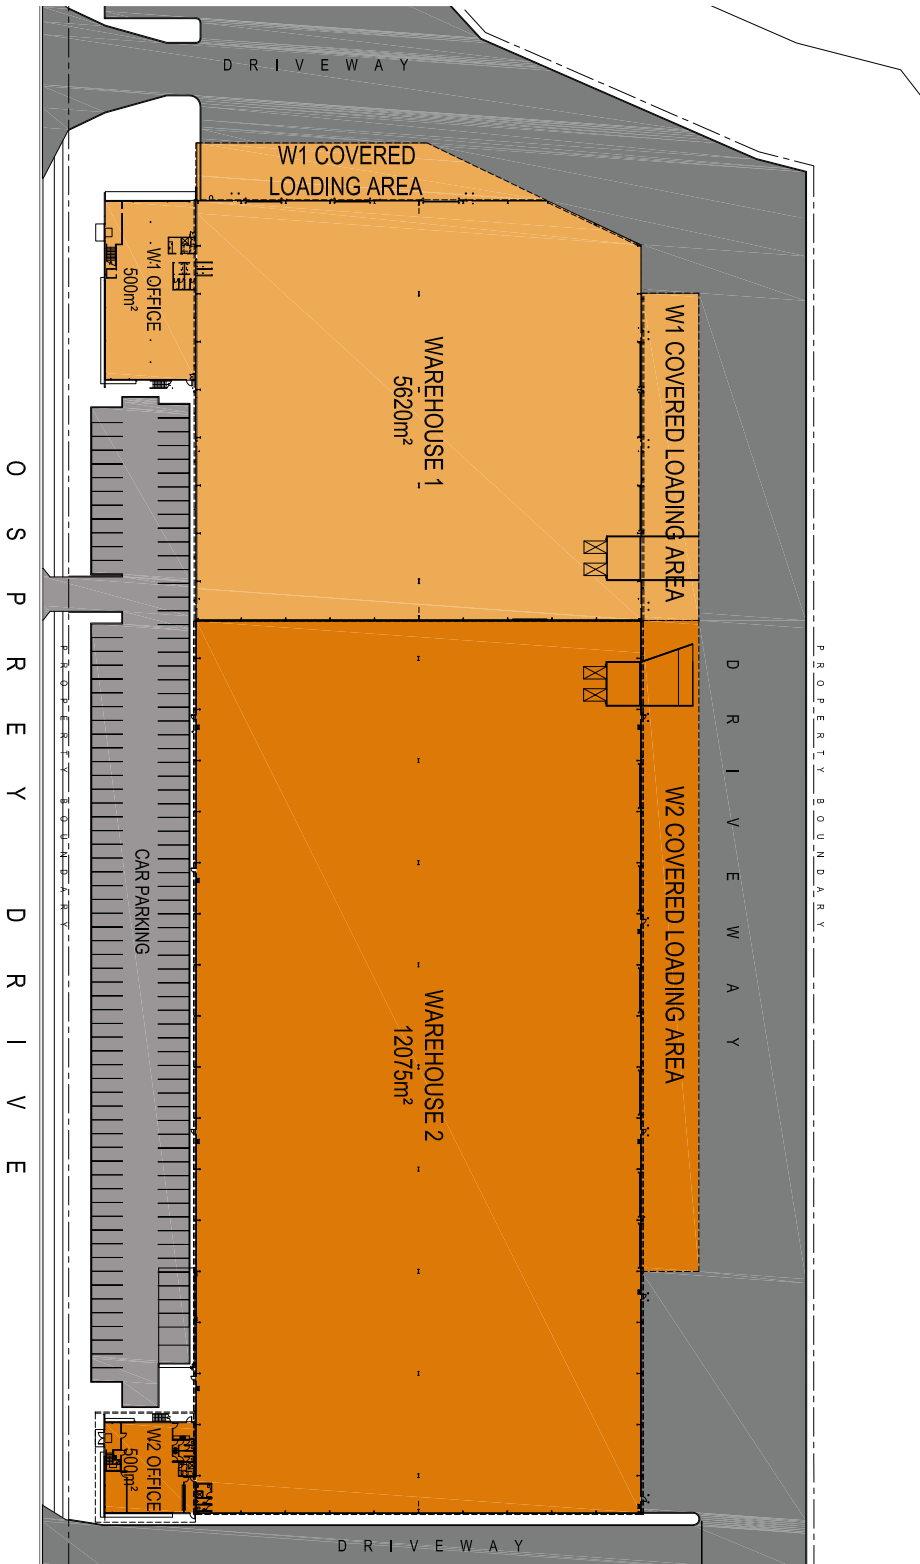 DRIVEWAY
W1 COVERED
LOADING AREA
W1 OFFICE
500m²
WAREHOUSE 1
5620m²
W1 COVERED LOADING AREA
OSPREY DRIVE
PROPERTY BOUNDARY
CAR PARKING
WAREHOUSE 2
12075m²
W2 COVERED LOADING AREA
DRIVEWAY
PROPERTY BOUNDARY
W2 OFFICE
500m²
DRIVEWAY